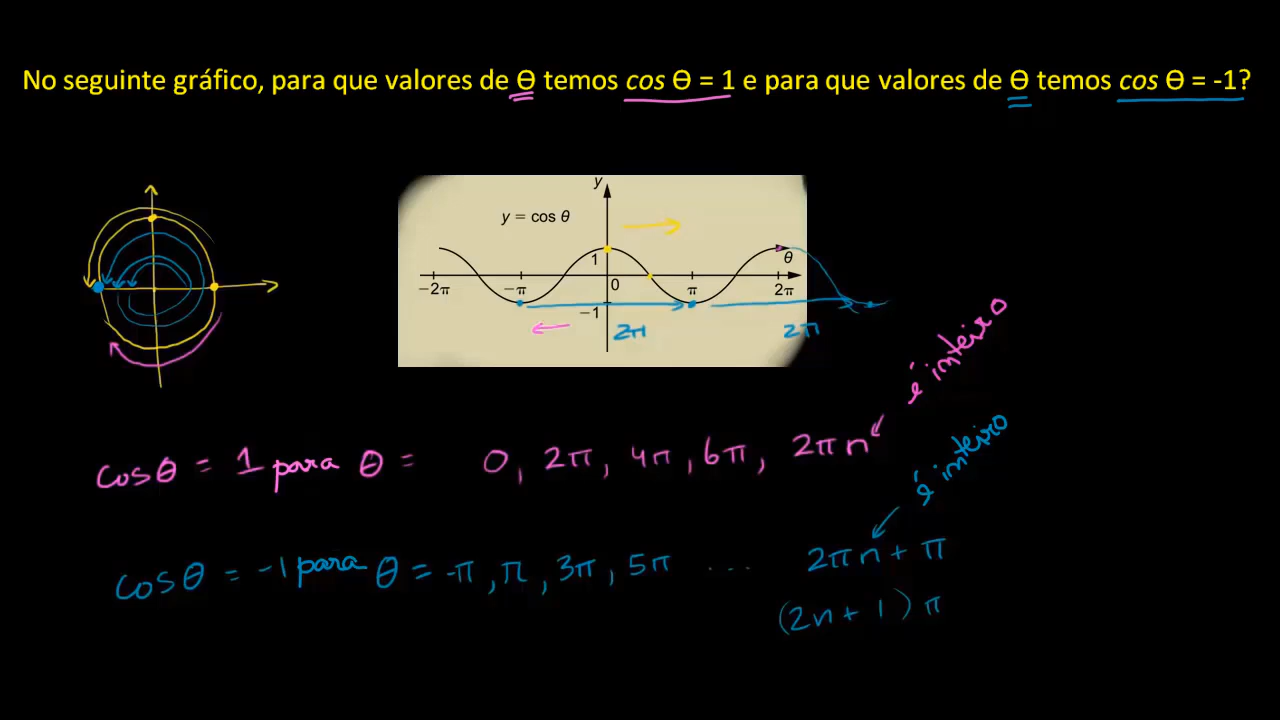 No seguinte gráfico, para que valores de Ɵ temos cos Ɵ = 1 e para que valores de Ɵ temos cos Ɵ = -1?
y
y = cos θ
1
θ
−2π −π 0 π 2π
−1
2π 2π
é inteiro
cosθ = 1 para θ = 0, 2π, 4π, 6π, 2πn
é inteiro
cosθ = -1 para θ = -π, π, 3π, 5π ... 2πn + π
(2n + 1) π